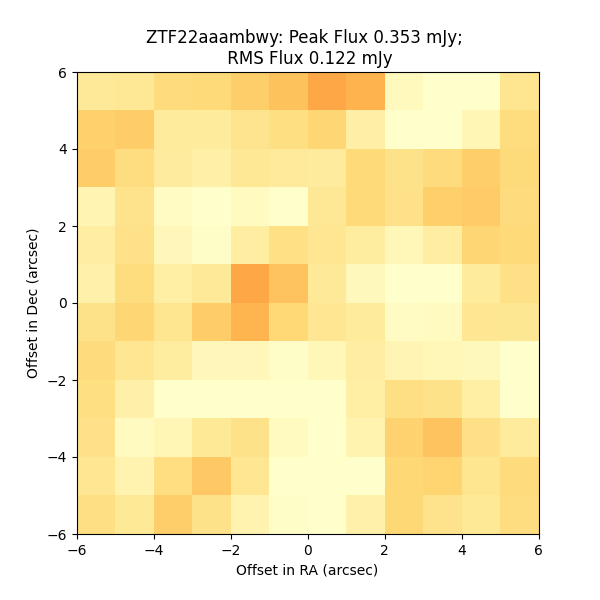 ZTF22aaambwy: Peak Flux 0.353 mJy;
RMS Flux 0.122 mJy
6
4
2
0
−2
−4
−6
Offset in Dec (arcsec)
−6 −4 −2 0 2 4 6
Offset in RA (arcsec)